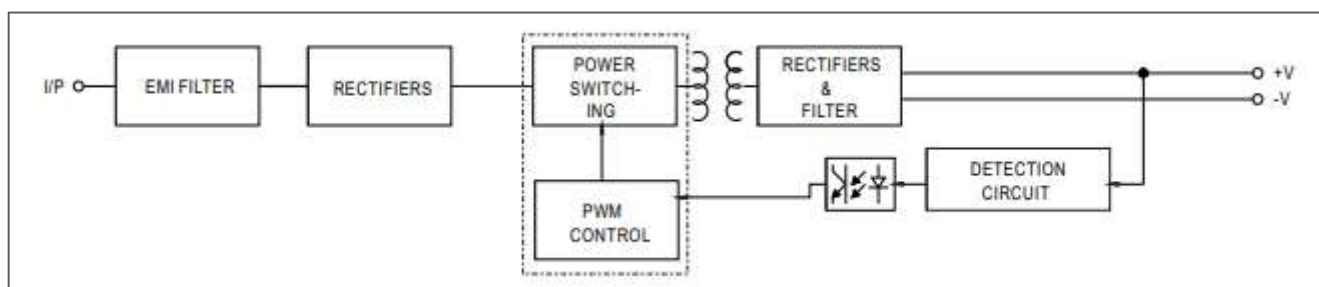 I/P
EMI FILTER
RECTIFIERS
POWER
SWITCH-
ING
RECTIFIERS
&
FILTER
+V
-V
PWM
CONTROL
DETECTION
CIRCUIT